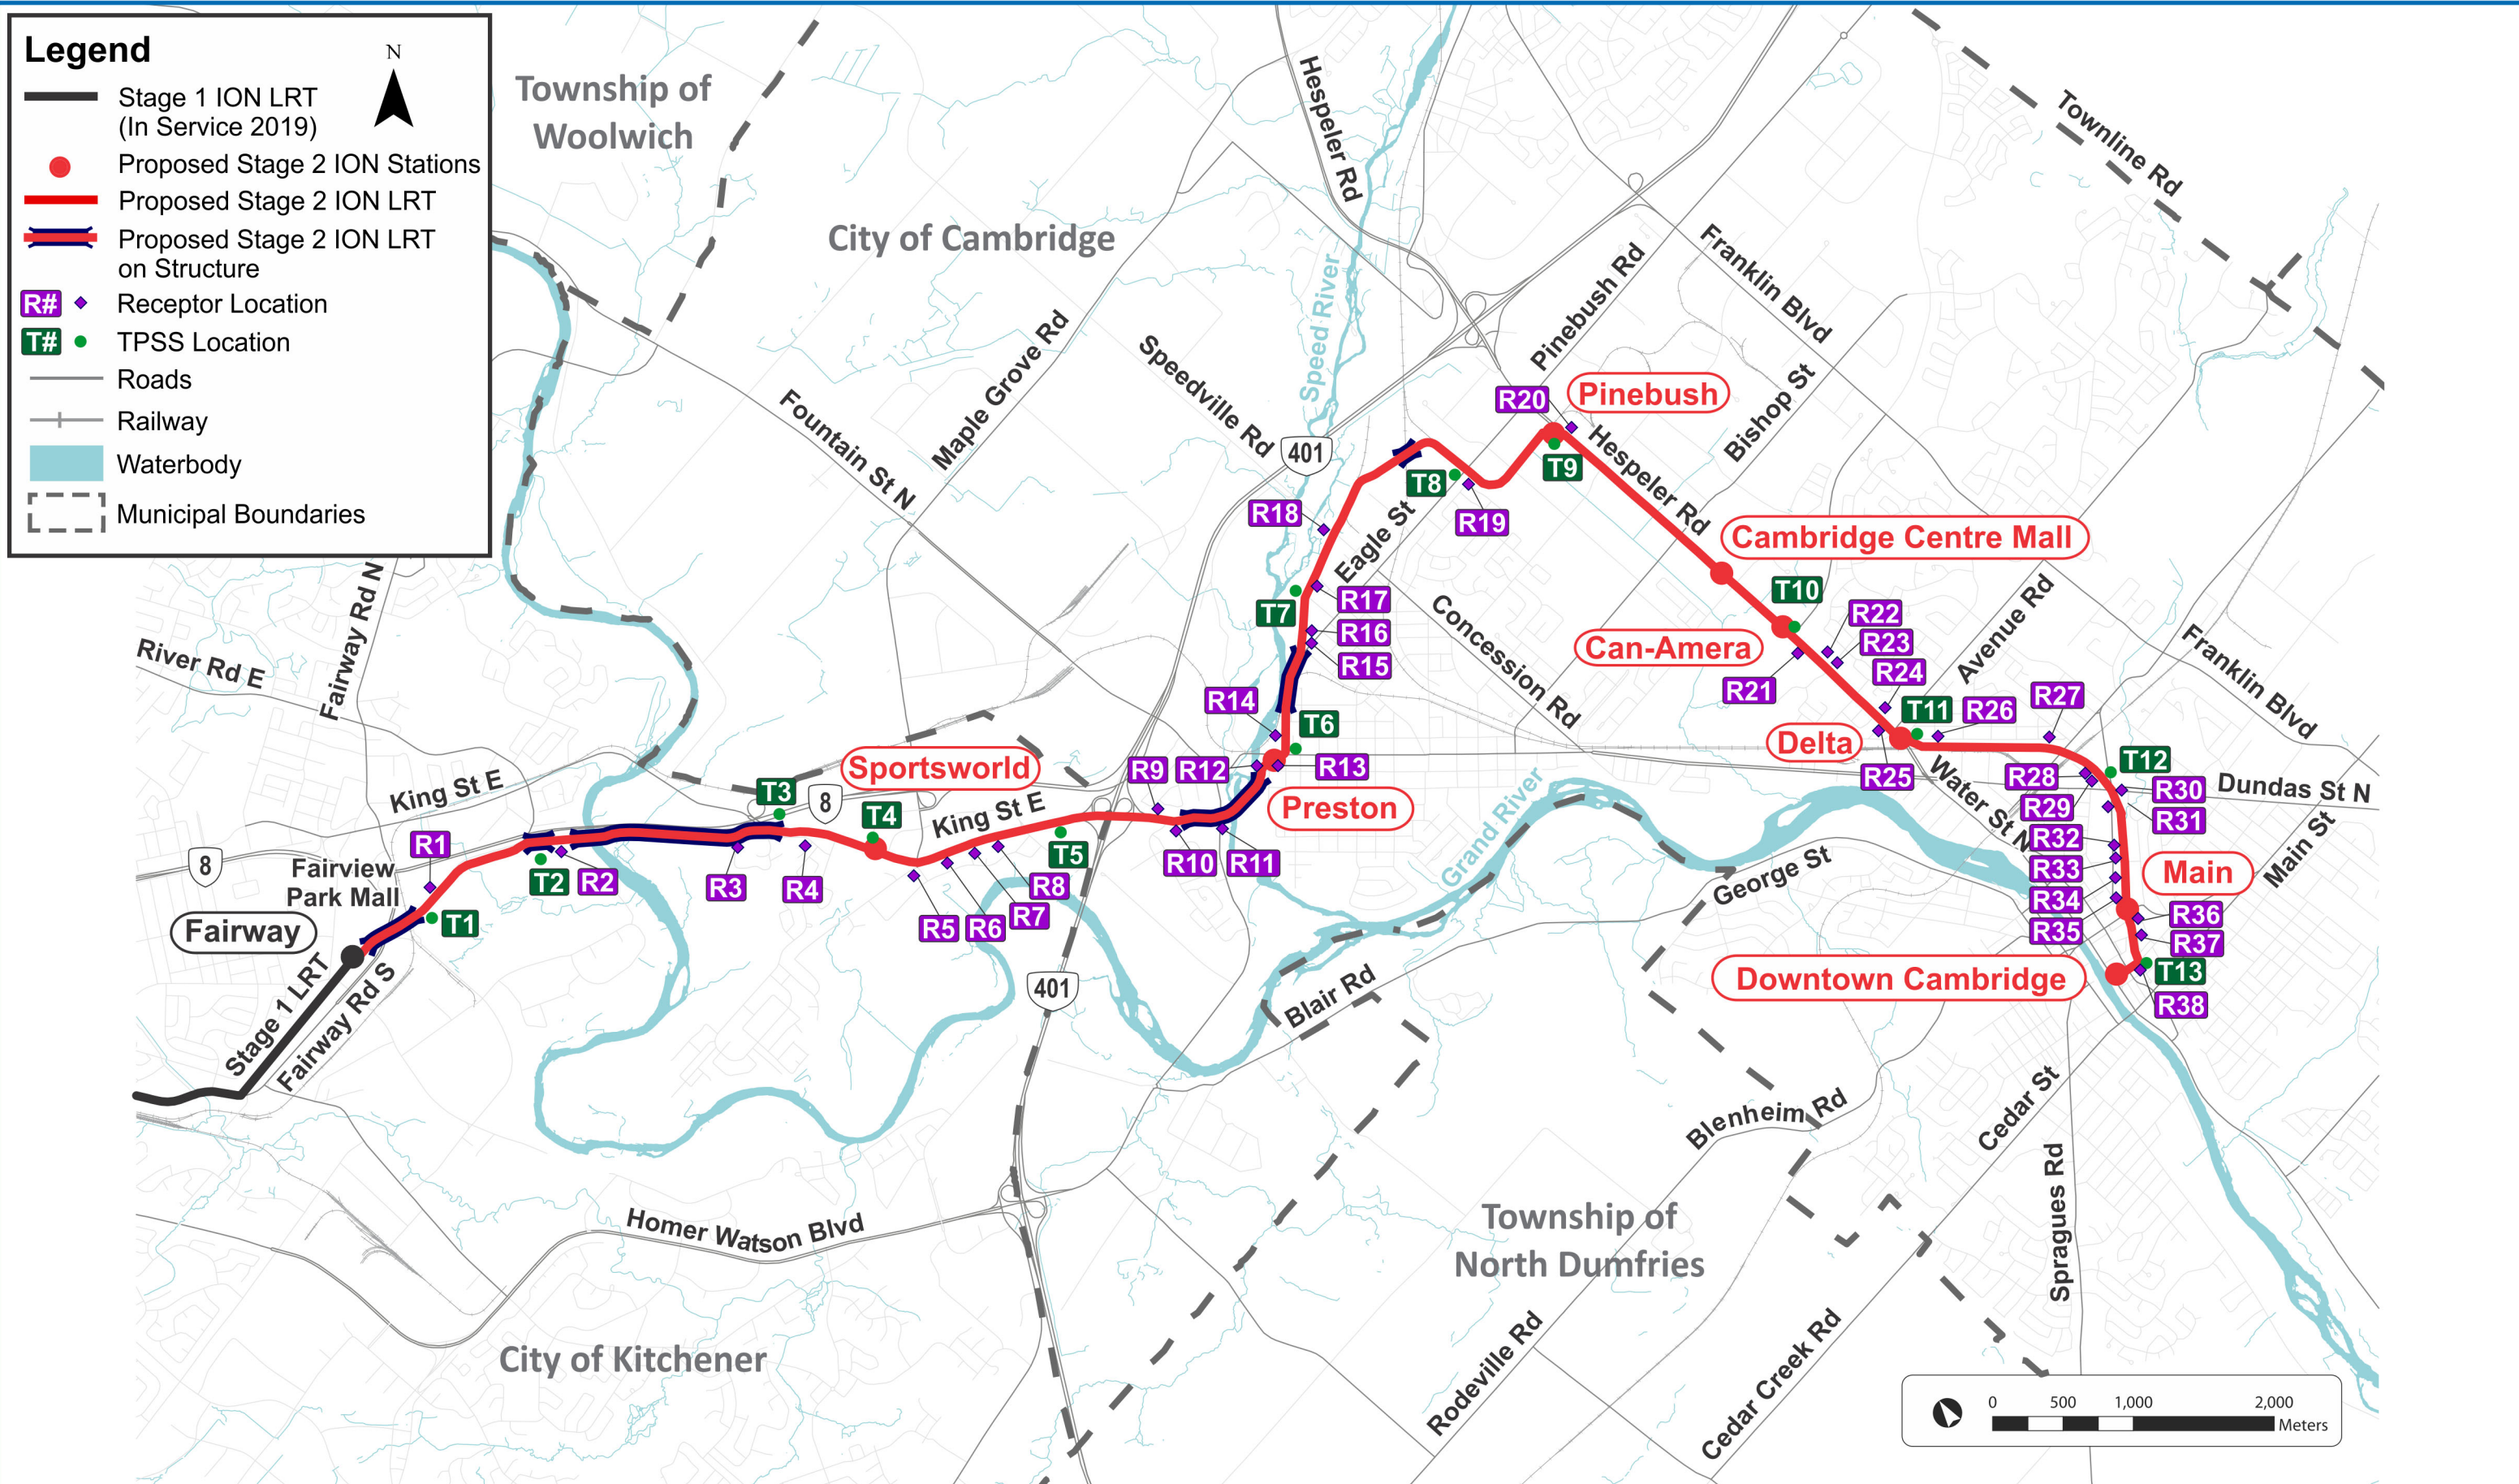 Legend
N
Stage 1 ION LRT
(In Service 2019)
Proposed Stage 2 ION Stations
Proposed Stage 2 ION LRT
Proposed Stage 2 ION LRT
on Structure
R# Receptor Location
T# TPSS Location
Roads
Railway
Waterbody
Municipal Boundaries
Township of
Woolwich
City of Cambridge
Hespeler Rd
Townline Rd
Speed River
Pinebush Rd
Franklin Blvd
Maple Grove Rd
Speedville Rd
Fountain St N
401
R20
Pinebush
Bishop St
Hespeler Rd
T8
T9
R18
R19
Eagle St
Cambridge Centre Mall
T7
R17
R16
R15
Concession Rd
T10
R22
R23
R24
Can-Amera
R21
Avenue Rd
Franklin Blvd
Fairway Rd N
River Rd E
R14
T6
T11
R26
R27
Delta
R25
Water St N
Sportsworld
R9
R12
R13
Preston
King St E
T3
8
T4
King St E
T12
R28
R29
R30
R31
Dundas St N
Main St
R32
R33
R34
R35
Main
R36
R37
T13
R38
R1
8
Fairview
Park Mall
T2
R2
R3
R4
T5
R8
R7
R6
R5
R10
R11
Grand River
George St
Fairway
T1
Stage 1 LRT
Fairway Rd S
401
Blair Rd
Downtown Cambridge
Blenheim Rd
Cedar St
Spragues Rd
Homer Watson Blvd
Township of
North Dumfries
City of Kitchener
Rodeville Rd
Cedar Creek Rd
0 500 1,000 2,000
Meters